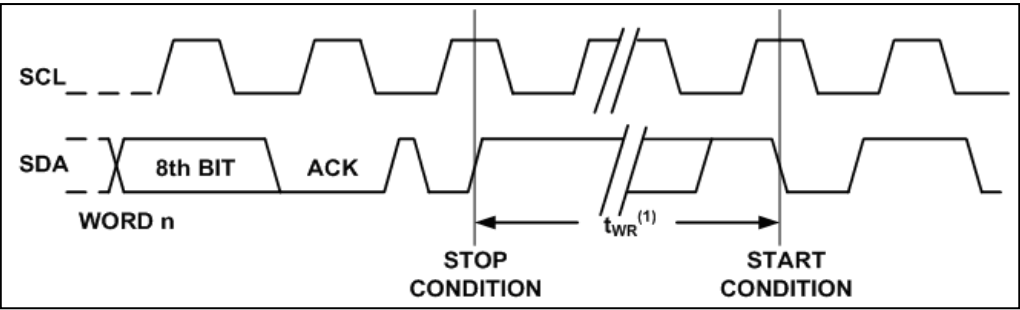 SCL
SDA
8th BIT
ACK
WORD n
tWR(1)
STOP
CONDITION
START
CONDITION